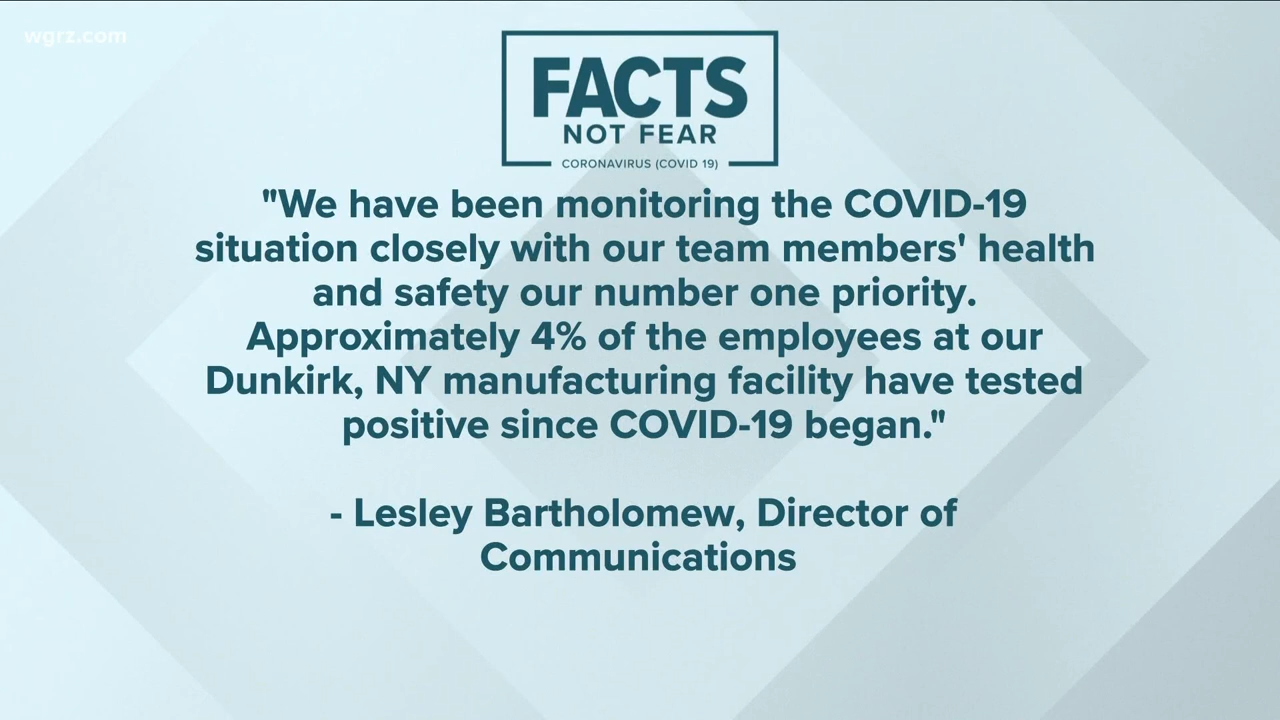 wgrz.com
FACTS
NOT FEAR
CORONAVIRUS (COVID 19)
"We have been monitoring the COVID-19
situation closely with our team members' health
and safety our number one priority.
Approximately 4% of the employees at our
Dunkirk, NY manufacturing facility have tested
positive since COVID-19 began."
- Lesley Bartholomew, Director of
Communications